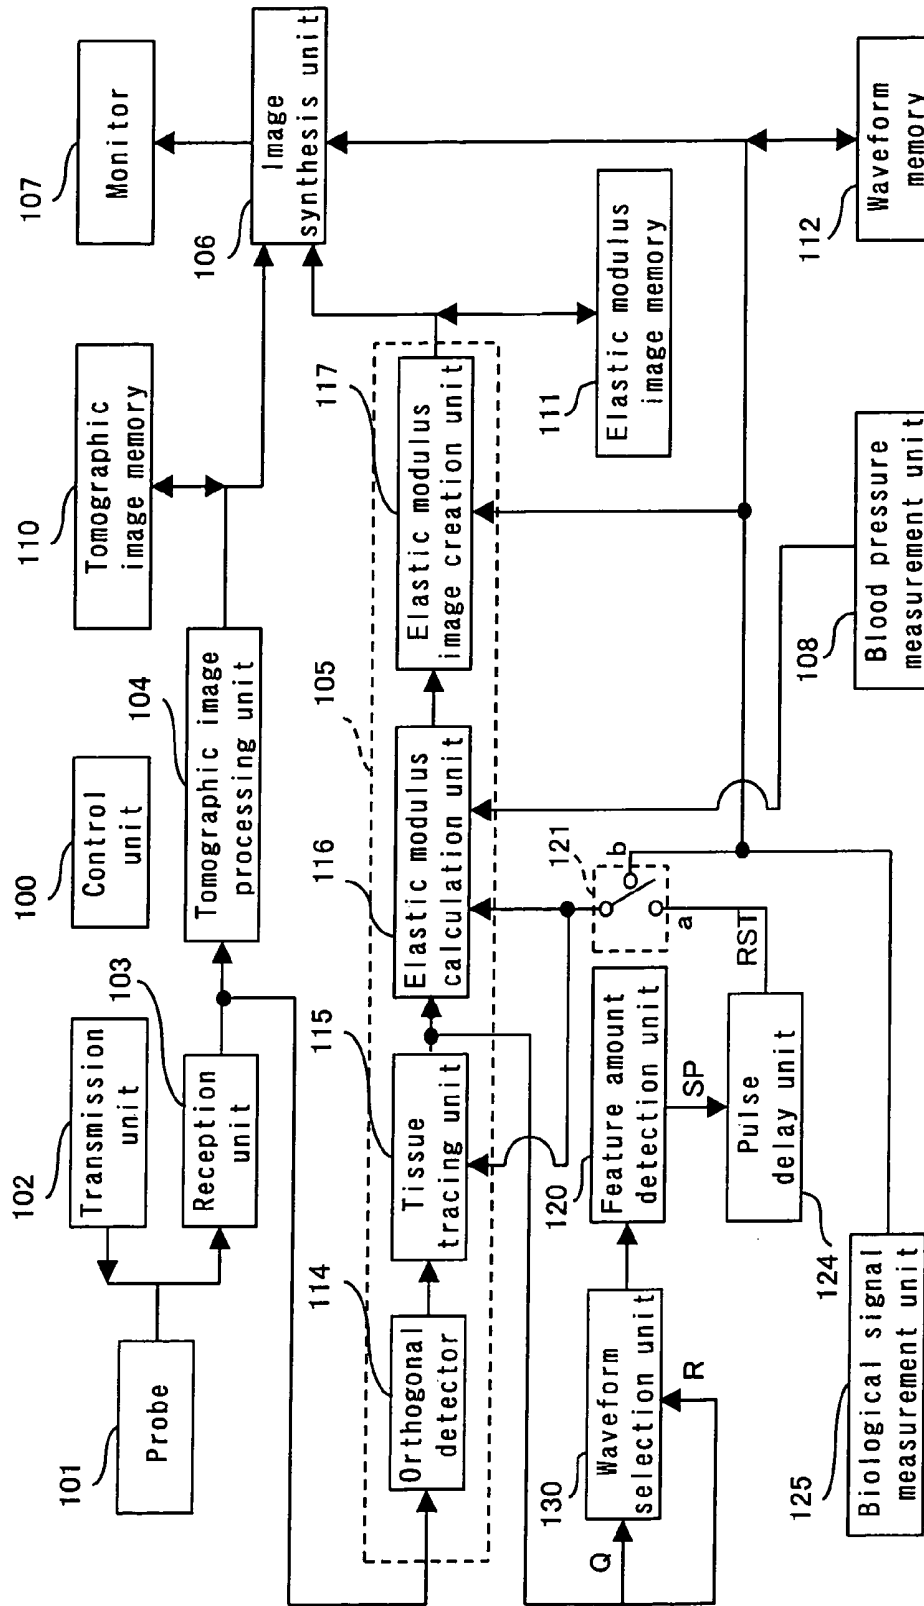 101
Probe
102
Transmission
unit
103
Reception
unit
100
Control
unit
104
Tomographic image
processing unit
110
Tomographic
image memory
107
Monitor
106
Image
synthesis unit
105
114
Orthogonal
detector
115
Tissue
tracing unit
116
Elastic modulus
calculation unit
117
Elastic modulus
image creation unit
111
Elastic modulus
image memory
Q
R
130
Waveform
selection unit
120
Feature amount
detection unit
SP
124
Pulse
delay unit
RST
121
a
b
125
Biological signal
measurement unit
108
Blood pressure
measurement unit
112
Waveform
memory